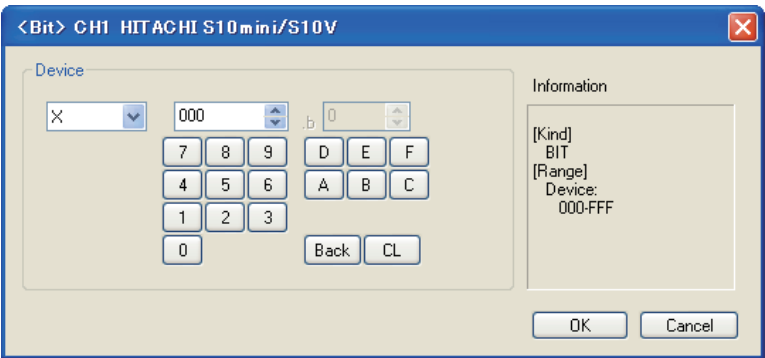 <Bit> CH1 HITACHI S10mini/S10V
Device
X 000 .b 0
7 8 9 D E F
4 5 6 A B C
1 2 3
0 Back CL
Information
[Kind]
BIT
[Range]
Device:
000-FFF
OK Cancel